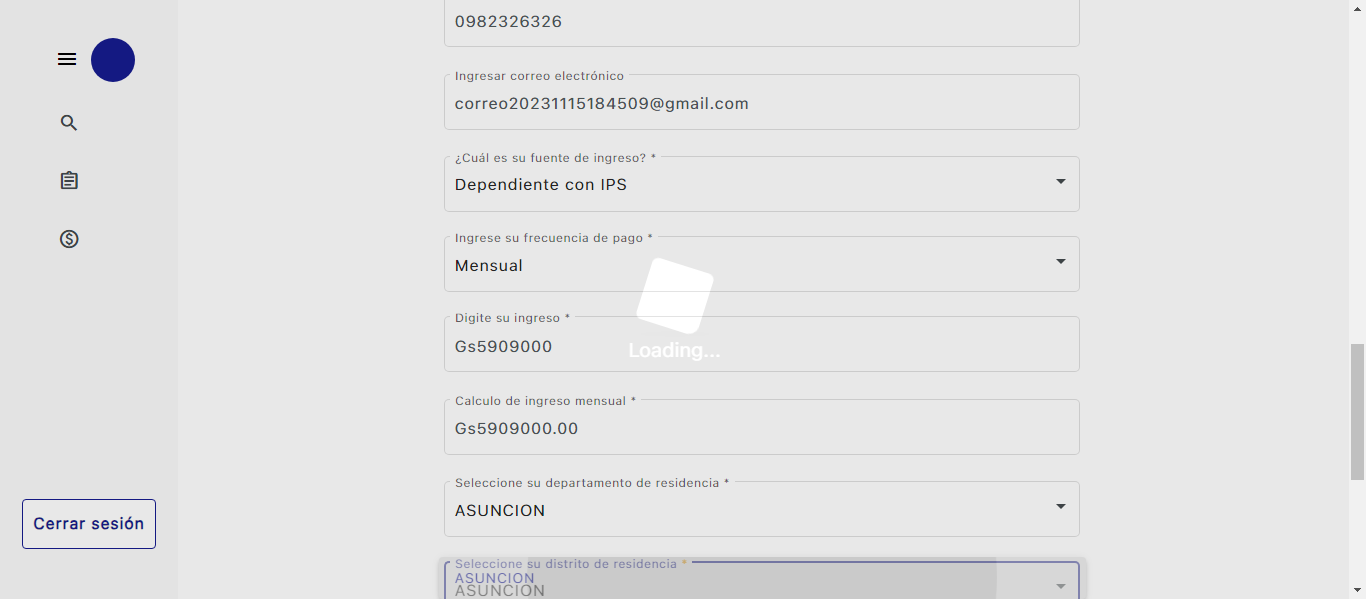 0982326326
Ingresar correo electrónico
correo20231115184509@gmail.com
¿Cuál es su fuente de ingreso? *
Dependiente con IPS
Ingrese su frecuencia de pago *
Mensual
Digite su ingreso *
Gs5909000
Loading...
Calculo de ingreso mensual *
Gs5909000.00
Seleccione su departamento de residencia *
ASUNCION
Cerrar sesión
Seleccione su distrito de residencia *
ASUNCION
ASUNCION